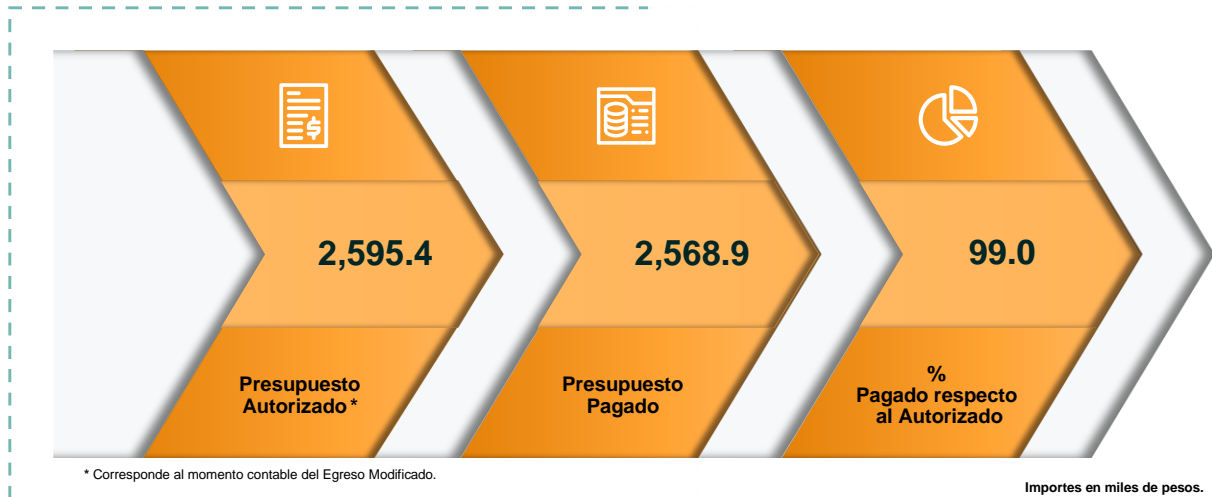 2,595.4
2,568.9
99.0
Presupuesto
Autorizado *
Presupuesto
Pagado
%
Pagado respecto
al Autorizado
* Corresponde al momento contable del Egreso Modificado.
Importes en miles de pesos.